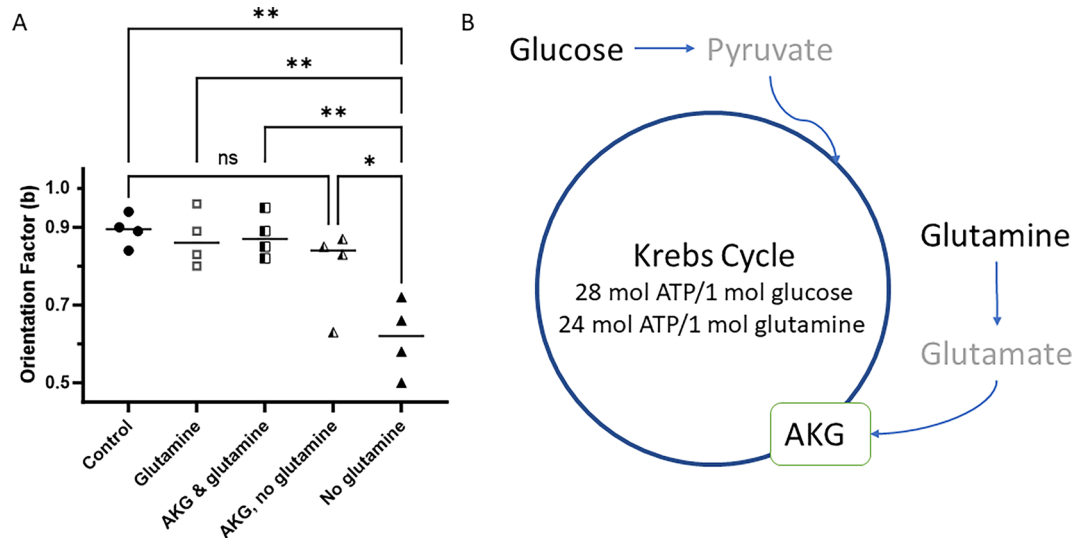 A
**
**
**
ns
*
Orientation Factor (b)
1.0
0.9
0.7
0.5
Control
Glutamine
AKG & glutamine
AKG, no glutamine
No glutamine
B
Glucose
Pyruvate
Krebs Cycle
28 mol ATP/1 mol glucose
24 mol ATP/1 mol glutamine
Glutamine
Glutamate
AKG